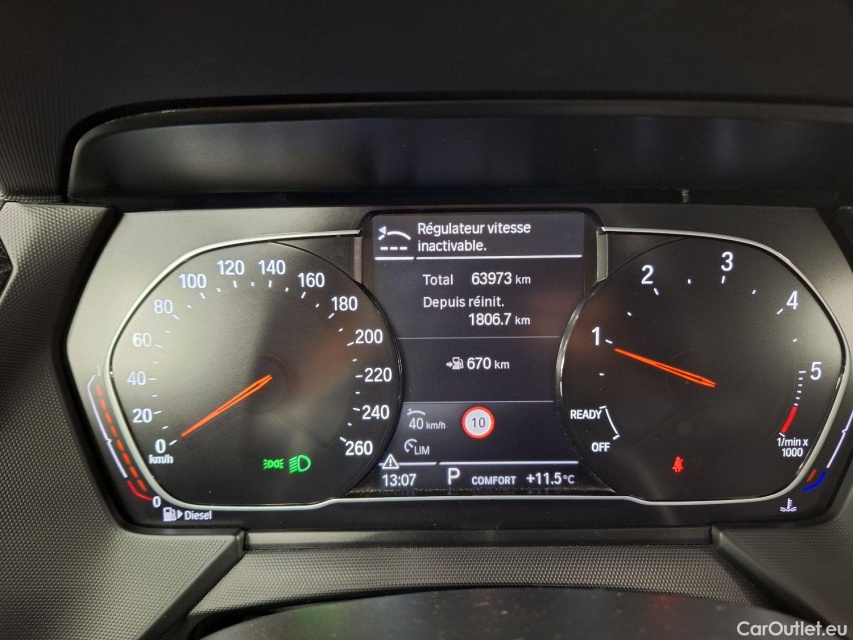 Régulateur vitesse
inactivable.
Total 63973 km
Depuis réinit.
1806.7 km
670 km
40 km/h
10
LIM
13:07 P COMFORT +11.5°C
0 20 40 60 80 100 120 140 160 180 200 220 240 260
km/h
0
Diesel
1 2 3 4 5
READY
OFF
1/min x
1000
CarOutlet.eu